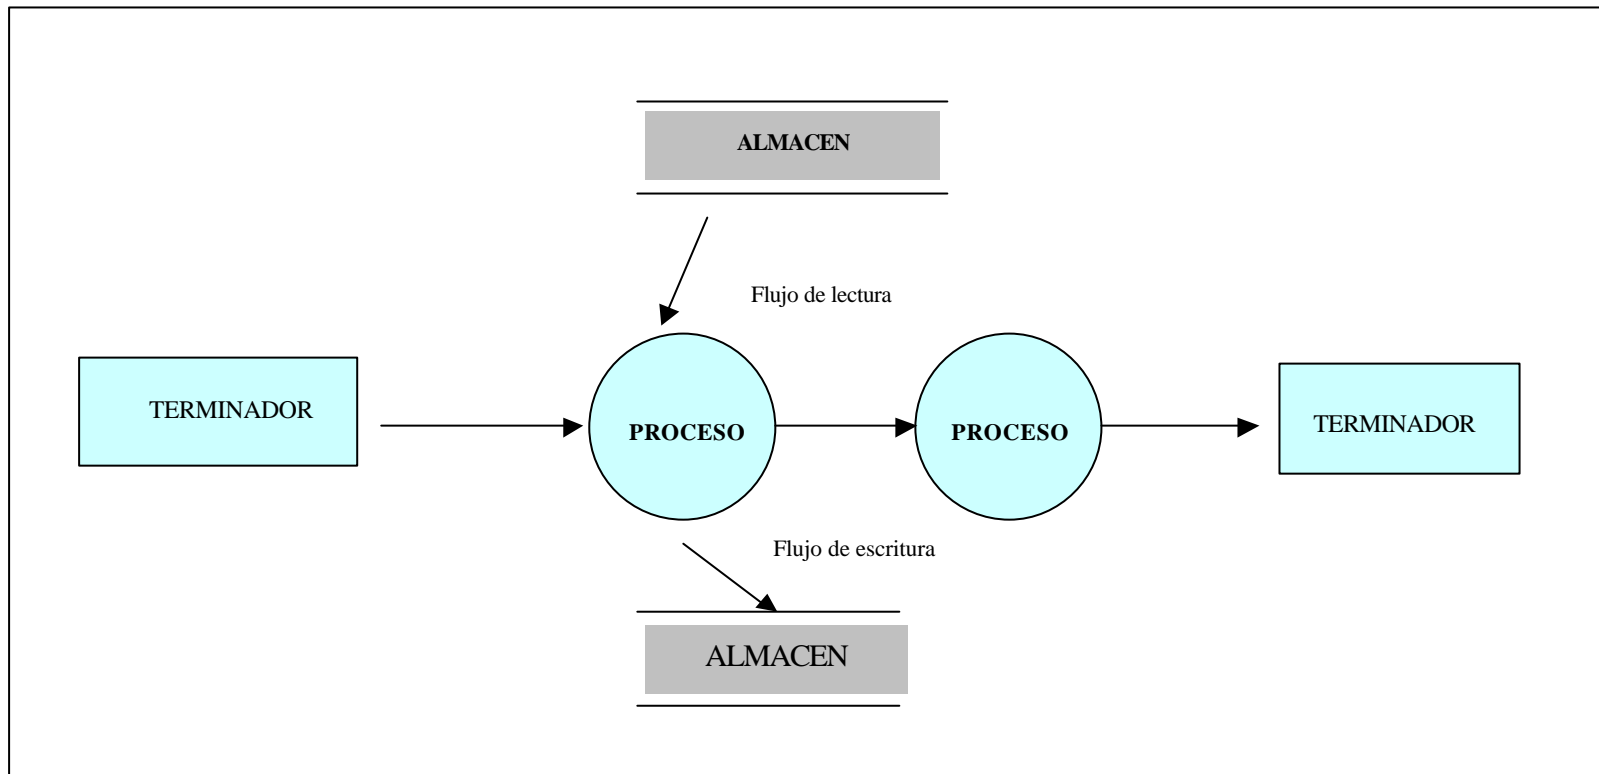 ALMACEN
Flujo de lectura
TERMINADOR
PROCESO
PROCESO
TERMINADOR
Flujo de escritura
ALMACEN